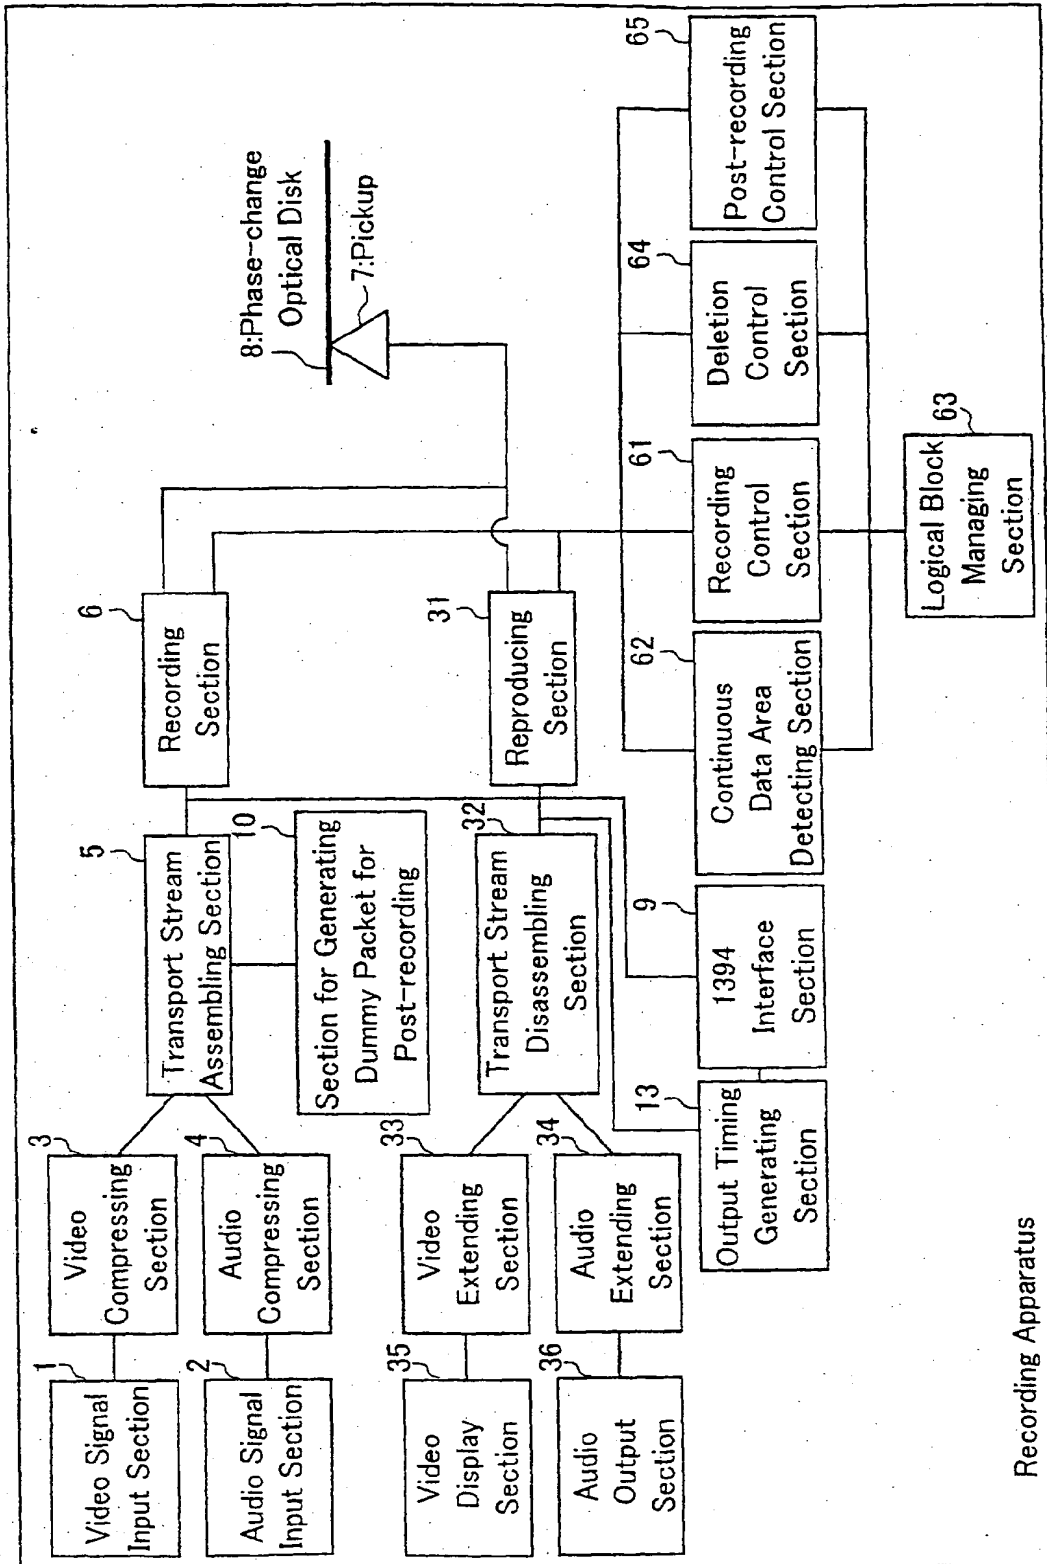 1
Video Signal
Input Section
3
Video
Compressing
Section
2
Audio Signal
Input Section
4
Audio
Compressing
Section
5
Transport Stream
Assembling Section
6
Recording
Section
10
Section for Generating
Dummy Packet for
Post-recording
8:Phase-change
Optical Disk
7:Pickup
35
Video
Display
Section
33
Video
Extending
Section
36
Audio
Output
Section
34
Audio
Extending
Section
32
Transport Stream
Disassembling
Section
31
Reproducing
Section
13
Output Timing
Generating
Section
9
1394
Interface
Section
62
Continuous
Data Area
Detecting Section
61
Recording
Control
Section
64
Deletion
Control
Section
65
Post-recording
Control Section
63
Logical Block
Managing
Section
Recording Apparatus